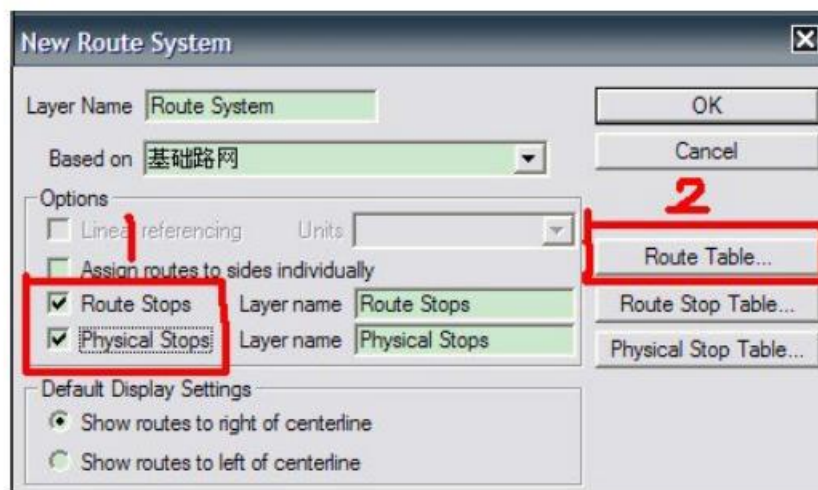 New Route System
Layer Name Route System
OK
Based on 基础路网
Cancel
Options
1
2
Linear referencing Units
Route Table...
Assign routes to sides individually
Route Stops Layer name Route Stops
Route Stop Table...
Physical Stops Layer name Physical Stops
Physical Stop Table...
Default Display Settings
Show routes to right of centerline
Show routes to left of centerline